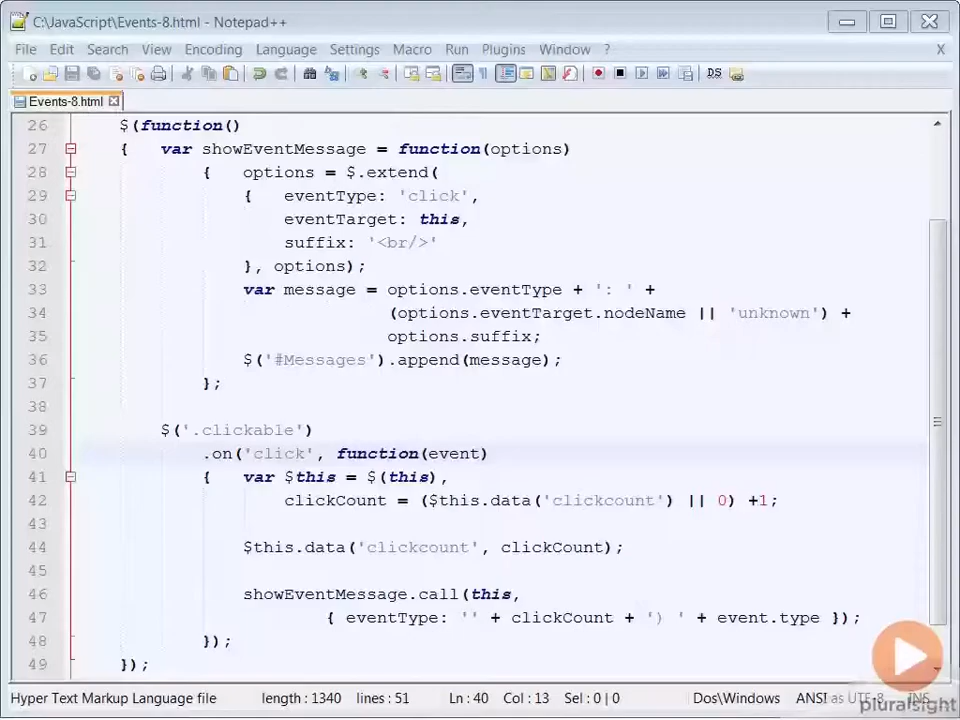 C:\JavaScript\Events-8.html - Notepad++
File Edit Search View Encoding Language Settings Macro Run Plugins Window ? X
Events-8.html
26 $(function()
27 { var showEventMessage = function(options)
28 { options = $.extend(
29 { eventType: 'click',
30 eventTarget: this,
31 suffix: '<br/>'
32 }, options);
33 var message = options.eventType + ': ' +
34 (options.eventTarget.nodeName || 'unknown') +
35 options.suffix;
36 $('#Messages').append(message);
37 };
38
39 $('.clickable')
40 .on('click', function(event)
41 { var $this = $(this),
42 clickCount = ($this.data('clickcount') || 0) +1;
43
44 $this.data('clickcount', clickCount);
45
46 showEventMessage.call(this,
47 { eventType: '' + clickCount + ') ' + event.type });
48 });
49 });
Hyper Text Markup Language file length : 1340 lines : 51 Ln : 40 Col : 13 Sel : 0 | 0 Dos\Windows ANSI as UTF-8 INS
pluralsight